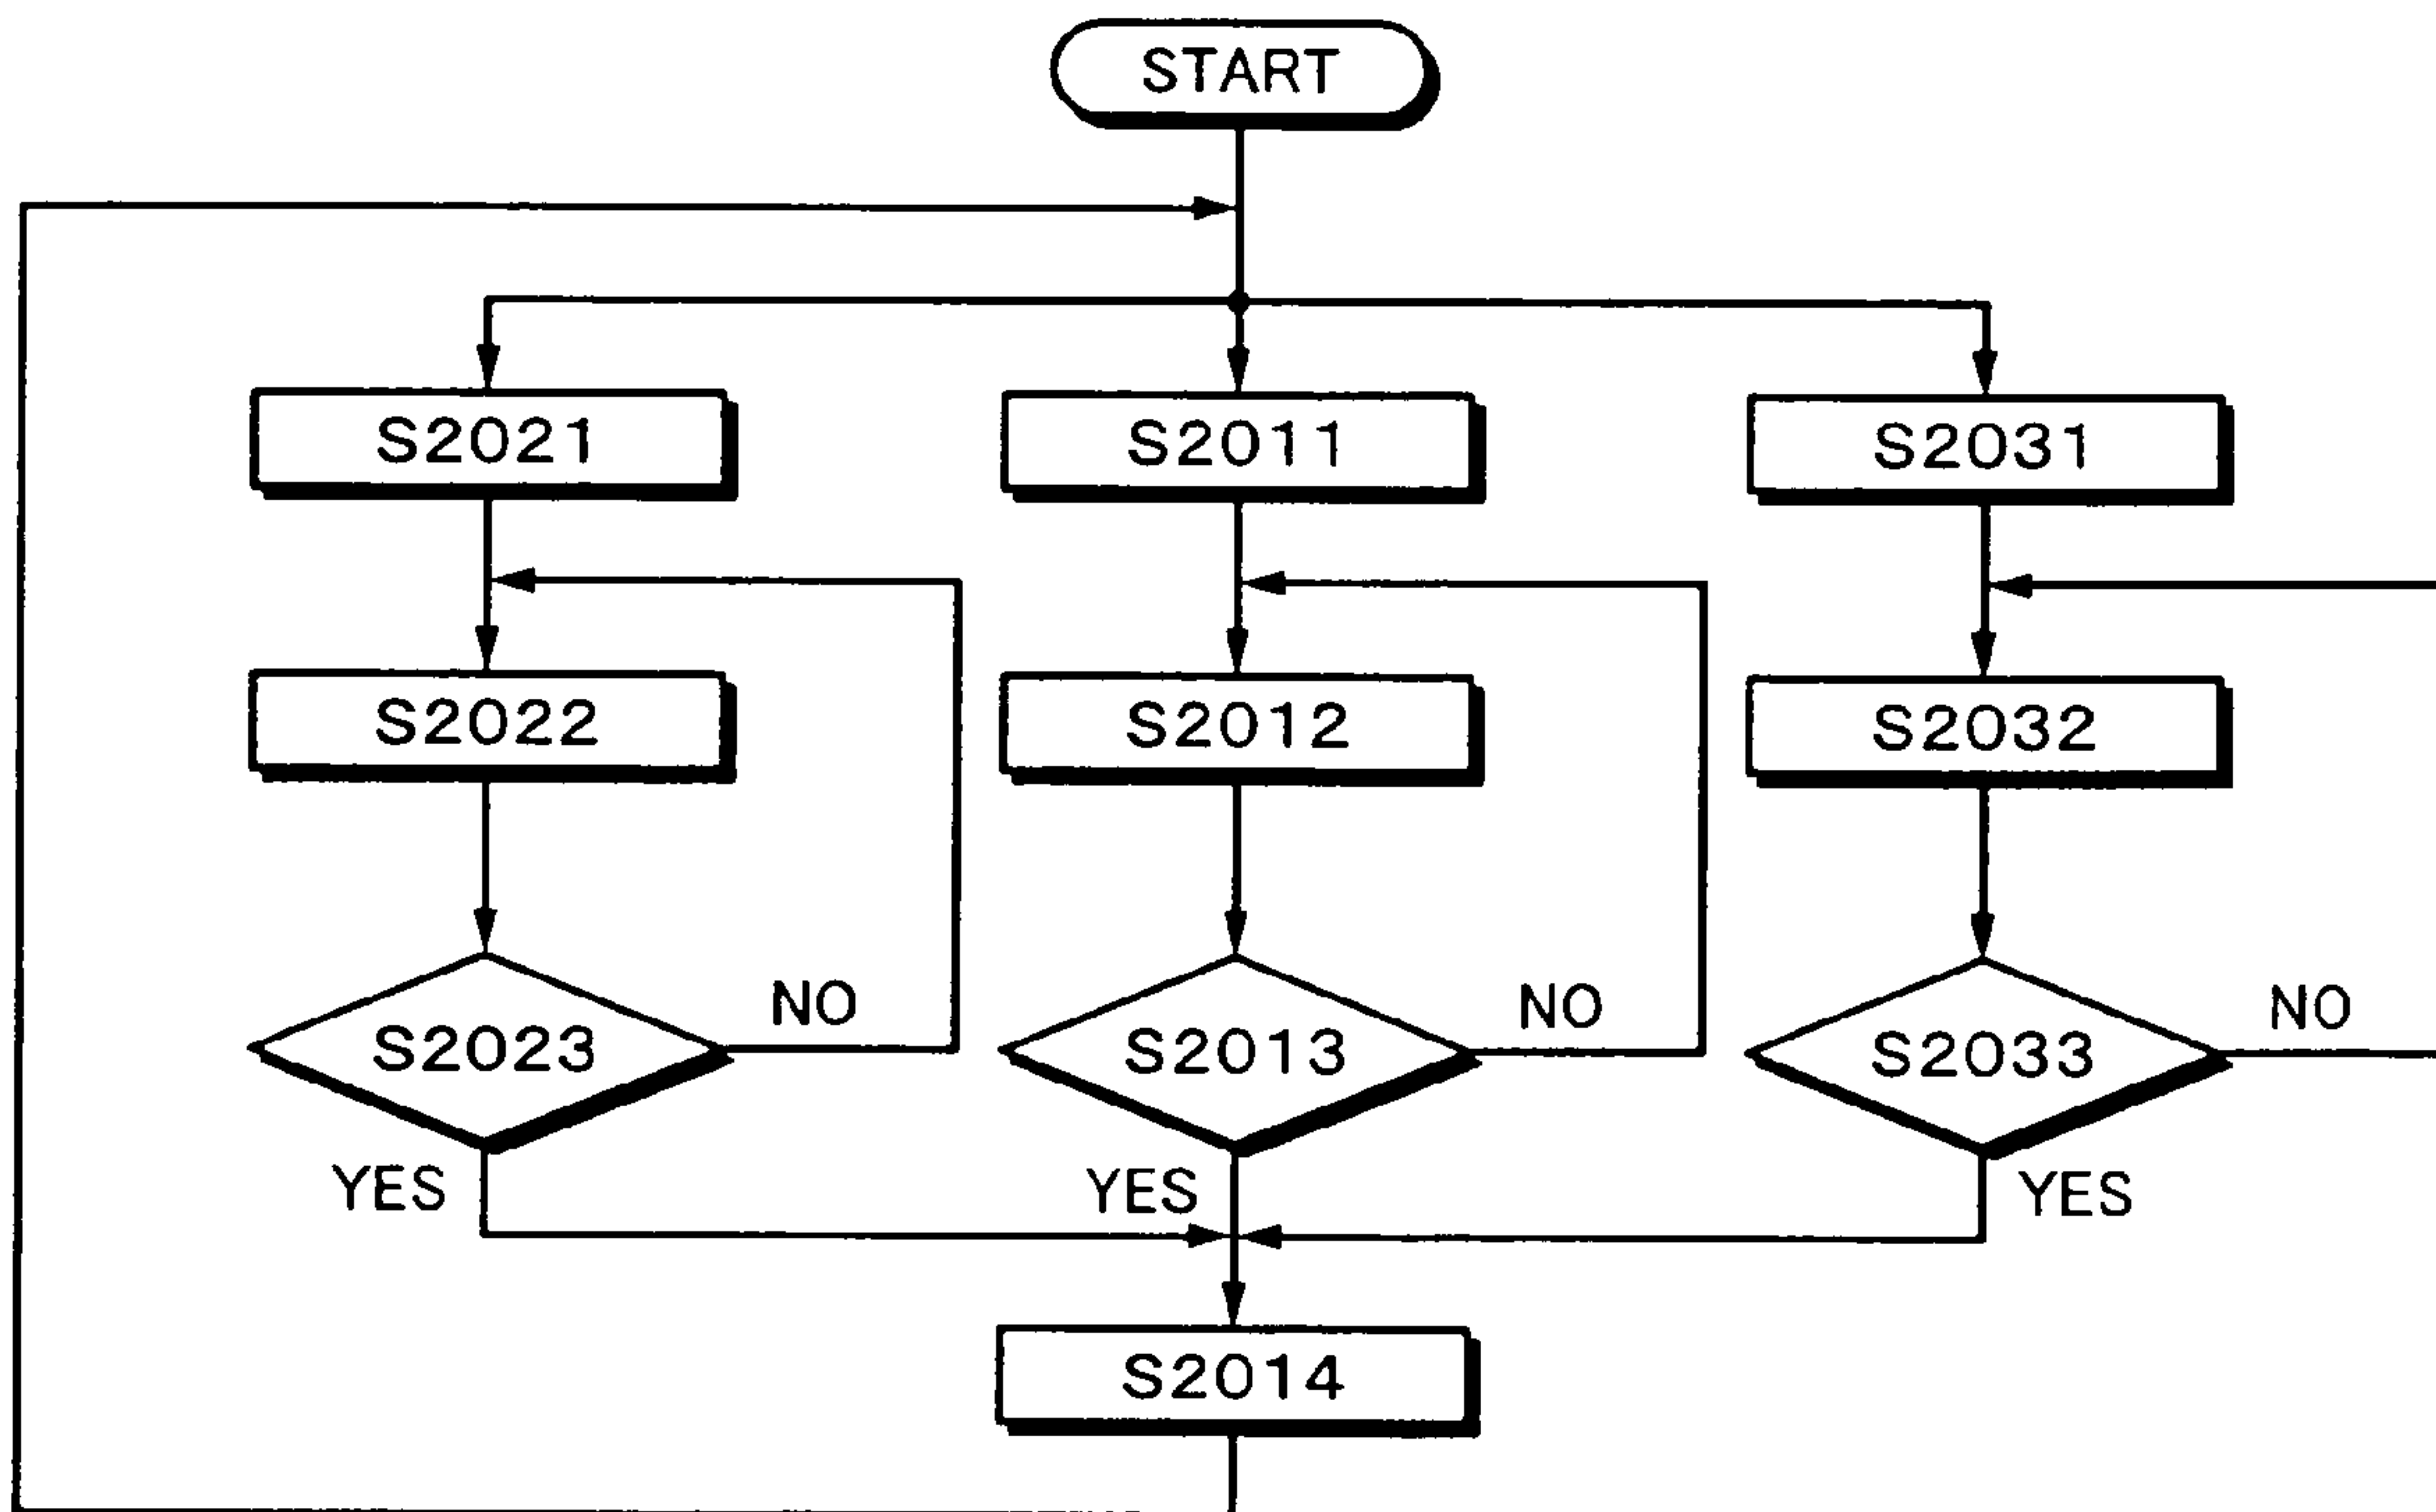 START
S2021
S2011
S2031
S2022
S2012
S2032
S2023
NO
S2013
NO
S2033
NO
YES
YES
YES
S2014